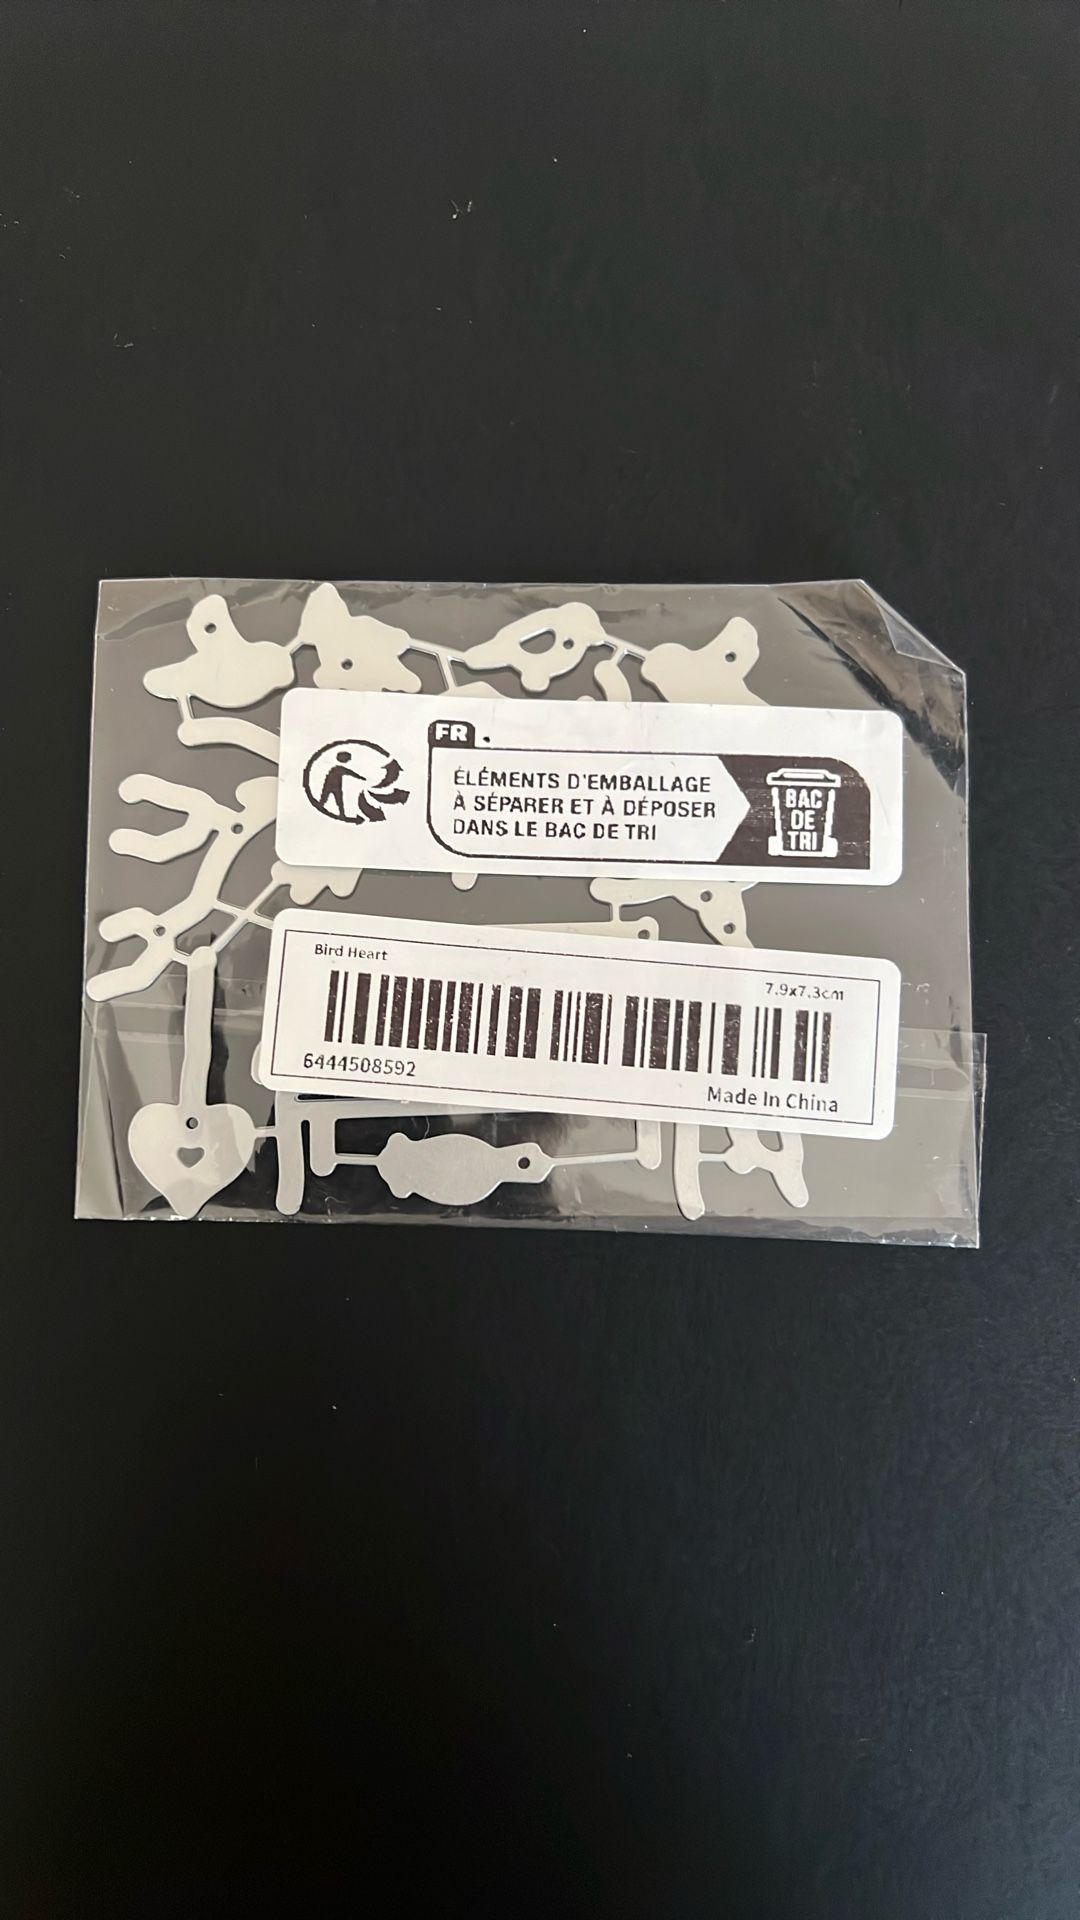 FR
ÉLÉMENTS D'EMBALLAGE
À SÉPARER ET À DÉPOSER
DANS LE BAC DE TRI
BAC
DE
TRI
Bird Heart
7.9x7.3cm
6444508592
Made In China